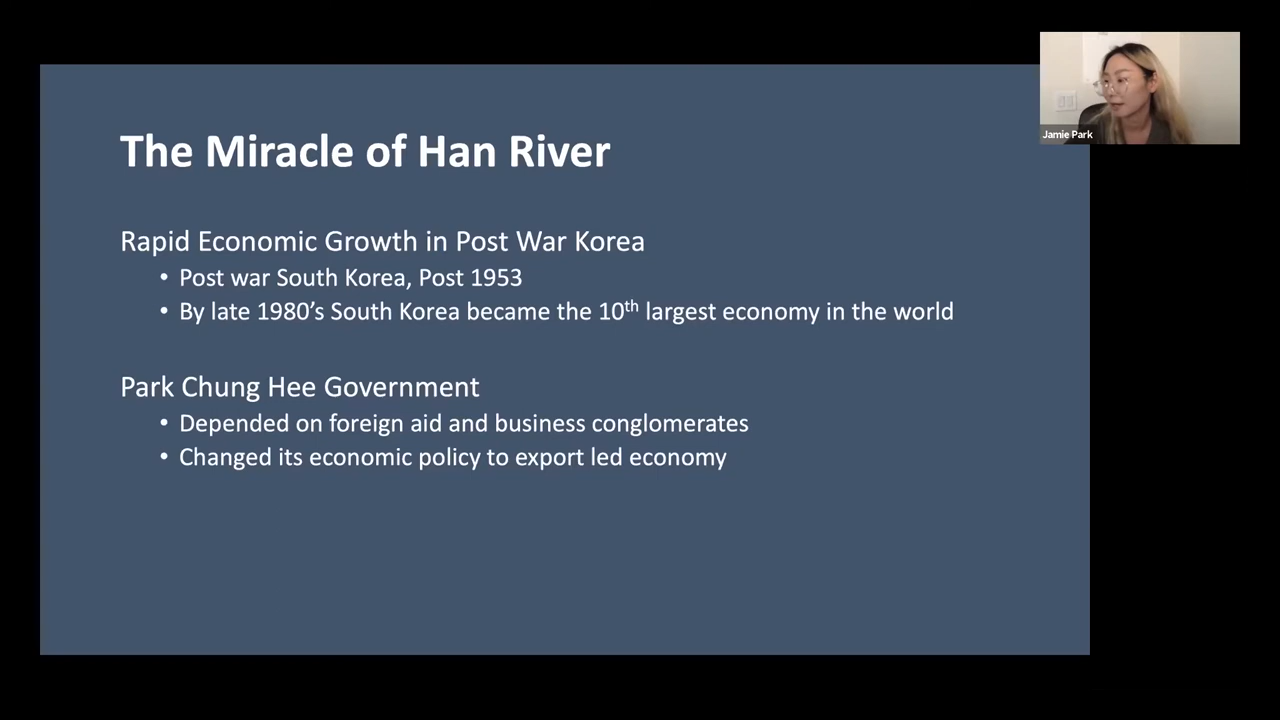 The Miracle of Han River
Rapid Economic Growth in Post War Korea
• Post war South Korea, Post 1953
• By late 1980’s South Korea became the 10th largest economy in the world
Park Chung Hee Government
• Depended on foreign aid and business conglomerates
• Changed its economic policy to export led economy
Jamie Park